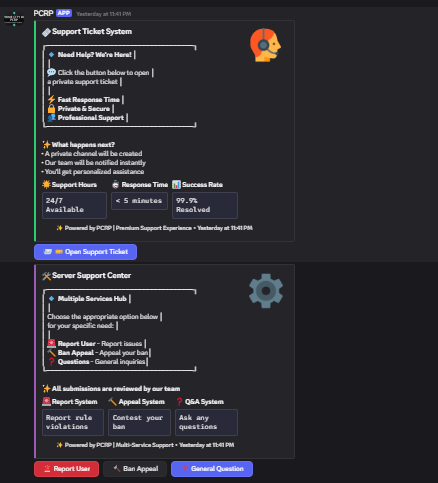 PCRP APP Yesterday at 11:41 PM
Support Ticket System
Need Help? We're Here!
Click the button below to open
a private support ticket
Fast Response Time
Private & Secure
Professional Support
What happens next?
• A private channel will be created
• Our team will be notified instantly
• You'll get personalized assistance
Support Hours Response Time Success Rate
24/7 Available < 5 minutes 99.9% Resolved
Powered by PCRP | Premium Support Experience • Yesterday at 11:41 PM
Open Support Ticket
Server Support Center
Multiple Services Hub
Choose the appropriate option below
for your specific need:
Report User - Report issues
Ban Appeal - Appeal your ban
Questions - General inquiries
All submissions are reviewed by our team
Report System Appeal System Q&A System
Report rule violations Contest your ban Ask any questions
Powered by PCRP | Multi-Service Support • Yesterday at 11:41 PM
Report User Ban Appeal General Question